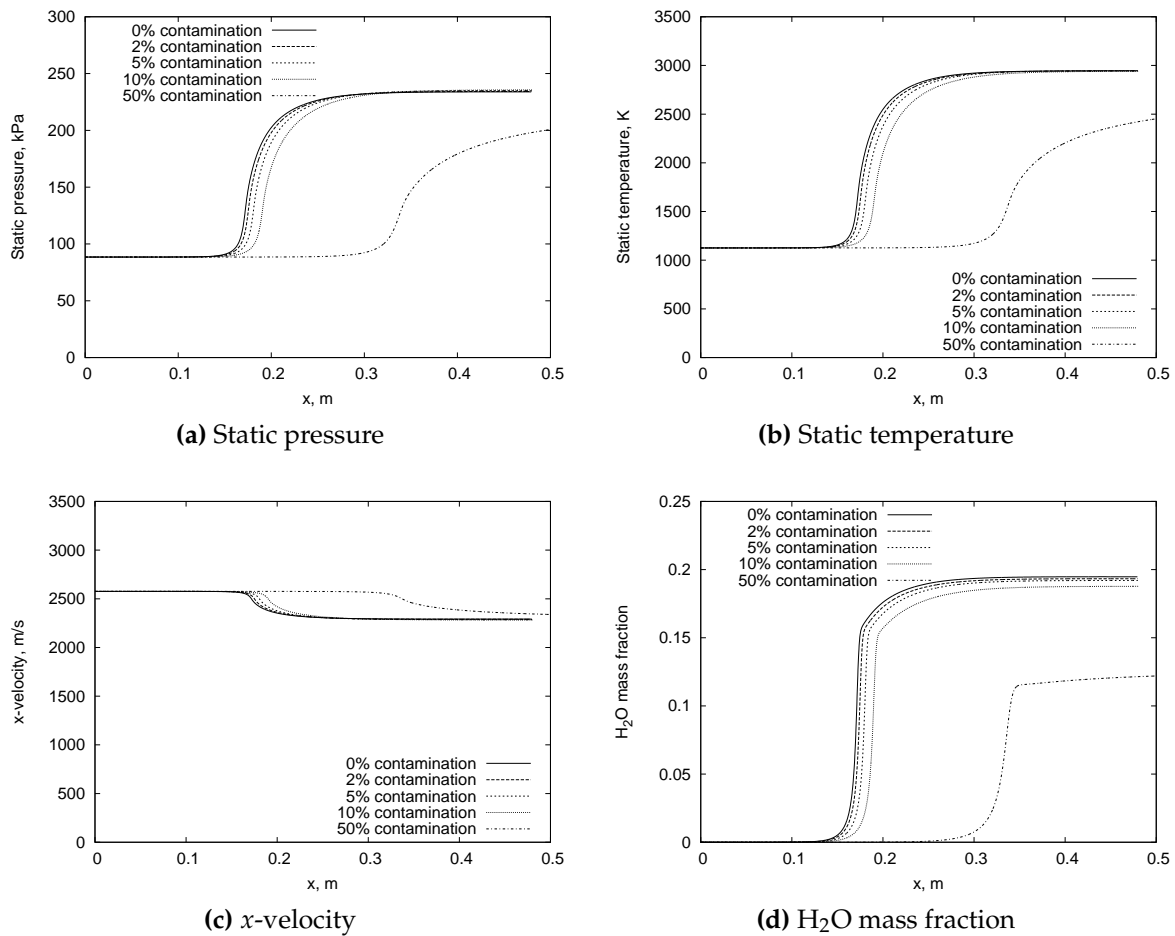 300
250
200
150
100
50
0
Static pressure, kPa
0% contamination
2% contamination
5% contamination
10% contamination
50% contamination
0 0.1 0.2 0.3 0.4 0.5
x, m
(a) Static pressure
3500
3000
2500
2000
1500
1000
500
0
Static temperature, K
0% contamination
2% contamination
5% contamination
10% contamination
50% contamination
0 0.1 0.2 0.3 0.4 0.5
x, m
(b) Static temperature
3500
3000
2500
2000
1500
1000
500
0
x-velocity, m/s
0% contamination
2% contamination
5% contamination
10% contamination
50% contamination
0 0.1 0.2 0.3 0.4 0.5
x, m
(c) x-velocity
0.25
0.2
0.15
0.1
0.05
0
H₂O mass fraction
0% contamination
2% contamination
5% contamination
10% contamination
50% contamination
0 0.1 0.2 0.3 0.4 0.5
x, m
(d) H₂O mass fraction